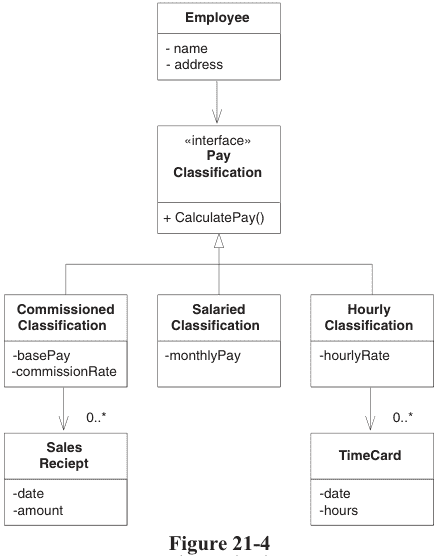 Employee
- name
- address
«interface»
Pay
Classification
+ CalculatePay()
Commissioned
Classification
-basePay
-commissionRate
Salaried
Classification
-monthlyPay
Hourly
Classification
-hourlyRate
0..*
0..*
Sales
Reciept
-date
-amount
TimeCard
-date
-hours
Figure 21-4